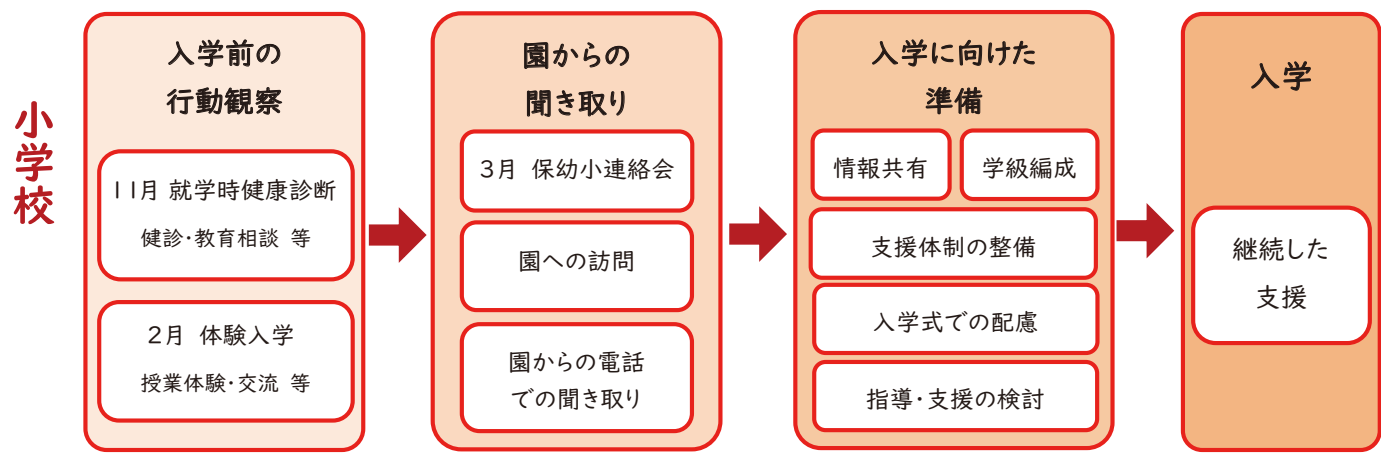 小学校
入学前の
行動観察
11月 就学時健康診断
健診・教育相談 等
2月 体験入学
授業体験・交流 等
園からの
聞き取り
3月 保幼小連絡会
園への訪問
園からの電話
での聞き取り
入学に向けた
準備
情報共有
学級編成
支援体制の整備
入学式での配慮
指導・支援の検討
入学
継続した
支援